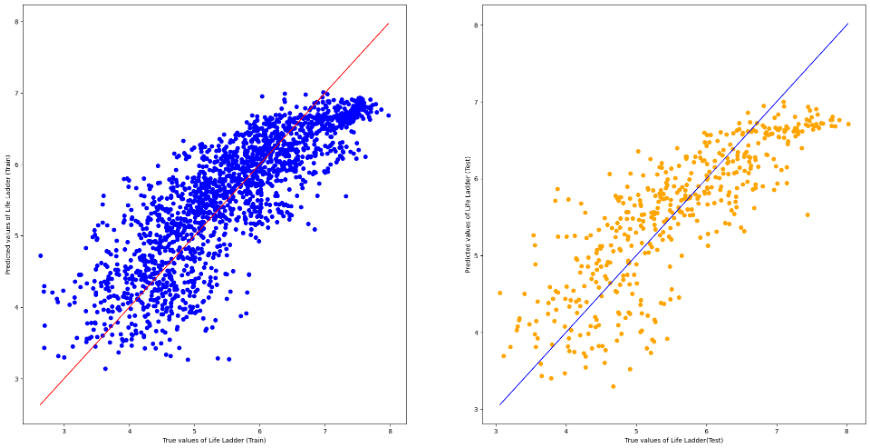 8
7
6
5
4
3
Predicted values of Life Ladder (Train)
3 4 5 6 7 8
True values of Life Ladder (Train)
8
7
6
5
4
3
Predicted values of Life Ladder (Test)
3 4 5 6 7 8
True values of Life Ladder(Test)